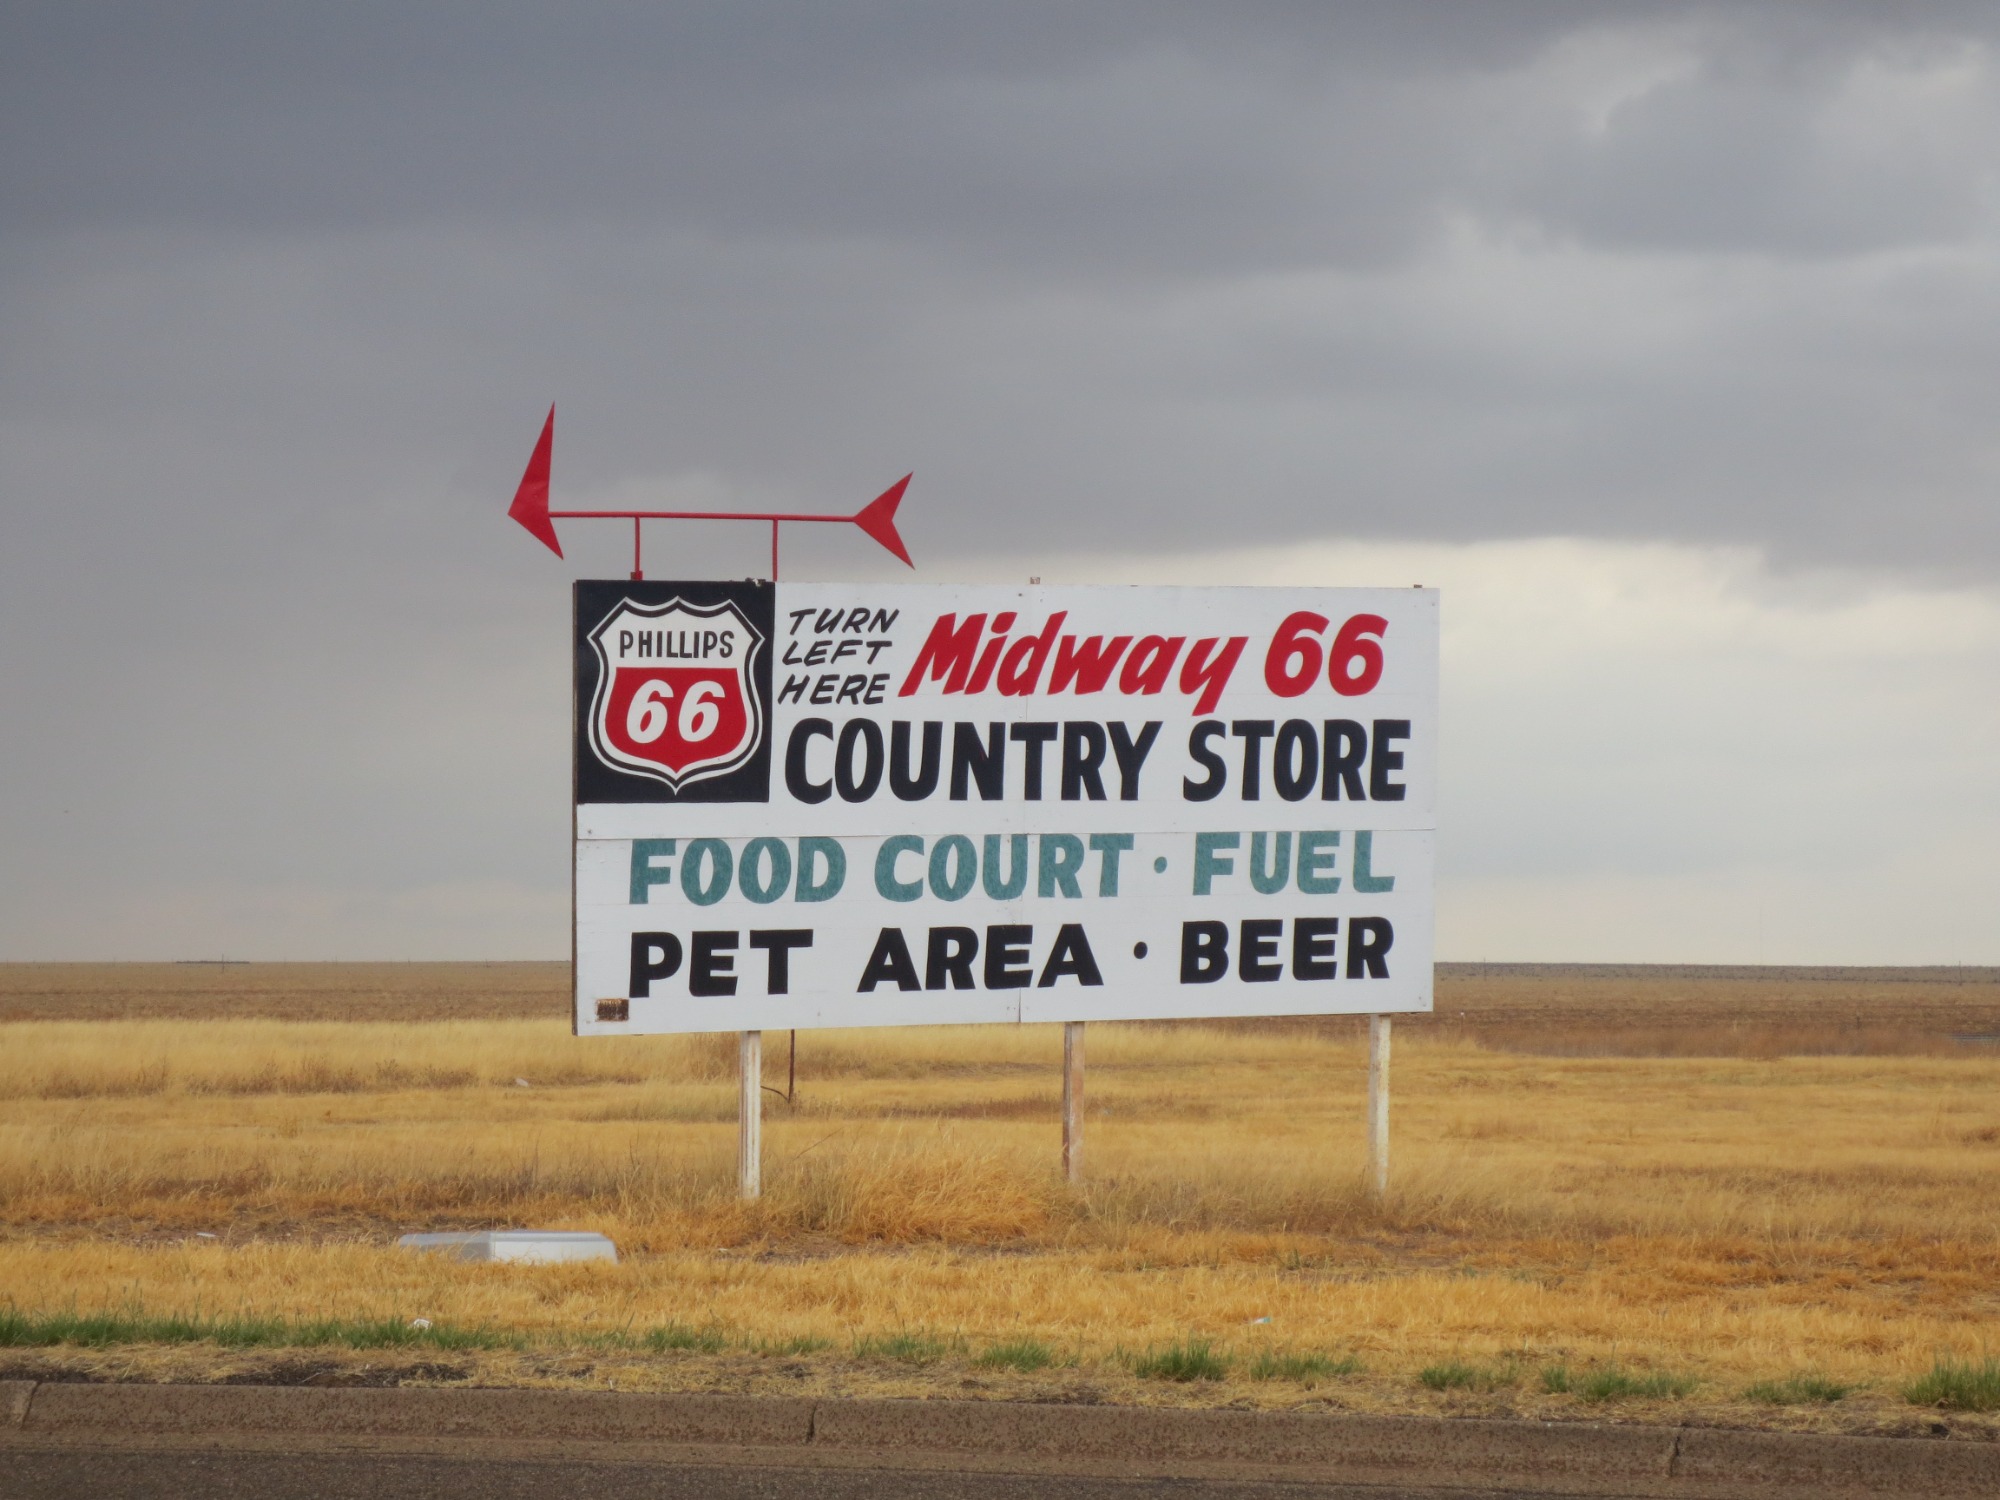 PHILLIPS
66
TURN
LEFT
HERE
Midway 66
COUNTRY STORE
FOOD COURT · FUEL
PET AREA · BEER